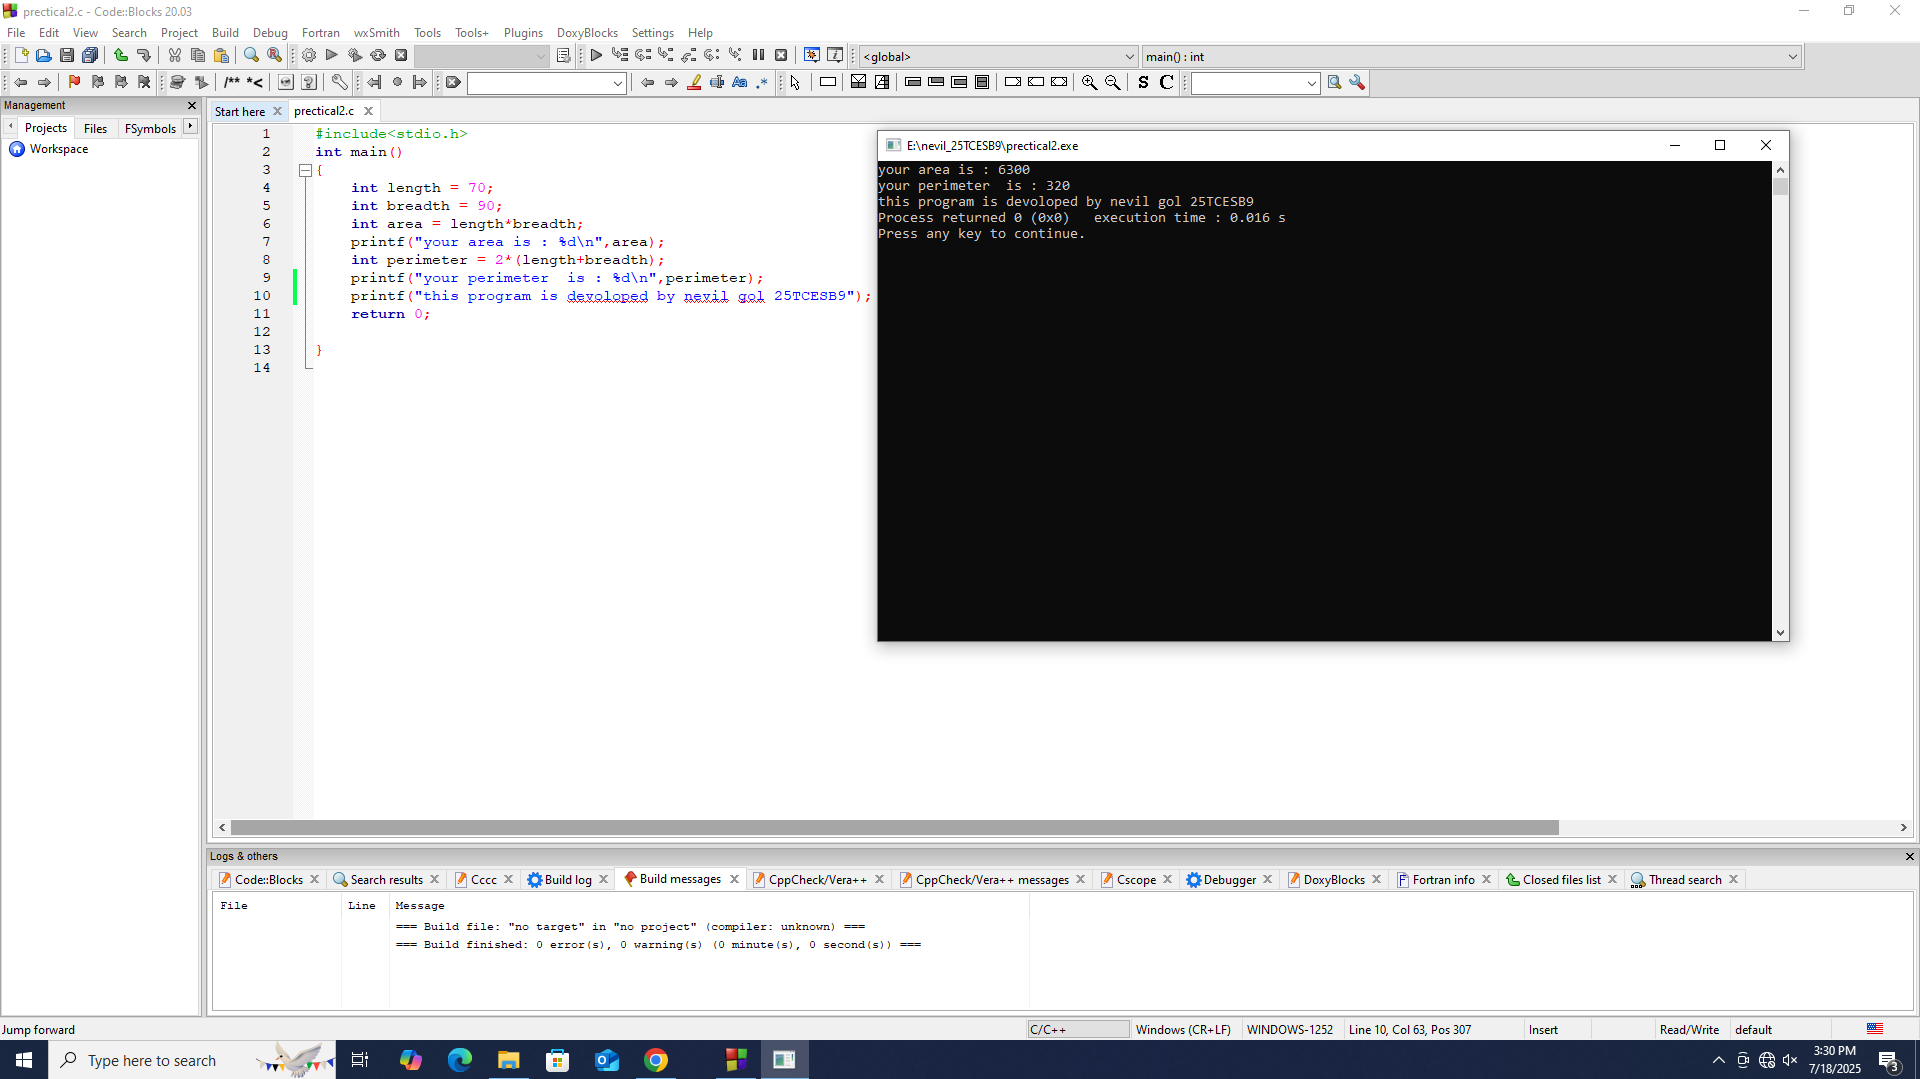 prectical2.c - Code::Blocks 20.03
File Edit View Search Project Build Debug Fortran wxSmith Tools Tools+ Plugins DoxyBlocks Settings Help
<global> main() : int
/** *< Aa .* S C
Management
Projects Files FSymbols
Workspace
Start here prectical2.c
1 #include<stdio.h>
2 int main()
3 {
4 int length = 70;
5 int breadth = 90;
6 int area = length*breadth;
7 printf("your area is : %d\n",area);
8 int perimeter = 2*(length+breadth);
9 printf("your perimeter  is : %d\n",perimeter);
10 printf("this program is devoloped by nevil gol 25TCESB9");
11 return 0;
12
13 }
14
E:\nevil_25TCESB9\prectical2.exe
your area is : 6300
your perimeter  is : 320
this program is devoloped by nevil gol 25TCESB9
Process returned 0 (0x0)   execution time : 0.016 s
Press any key to continue.
Logs & others
Code::Blocks Search results Cccc Build log Build messages CppCheck/Vera++ CppCheck/Vera++ messages Cscope Debugger DoxyBlocks Fortran info Closed files list Thread search
File Line Message
=== Build file: "no target" in "no project" (compiler: unknown) ===
=== Build finished: 0 error(s), 0 warning(s) (0 minute(s), 0 second(s)) ===
Jump forward C/C++ Windows (CR+LF) WINDOWS-1252 Line 10, Col 63, Pos 307 Insert Read/Write default
Type here to search
3:30 PM
7/18/2025
3